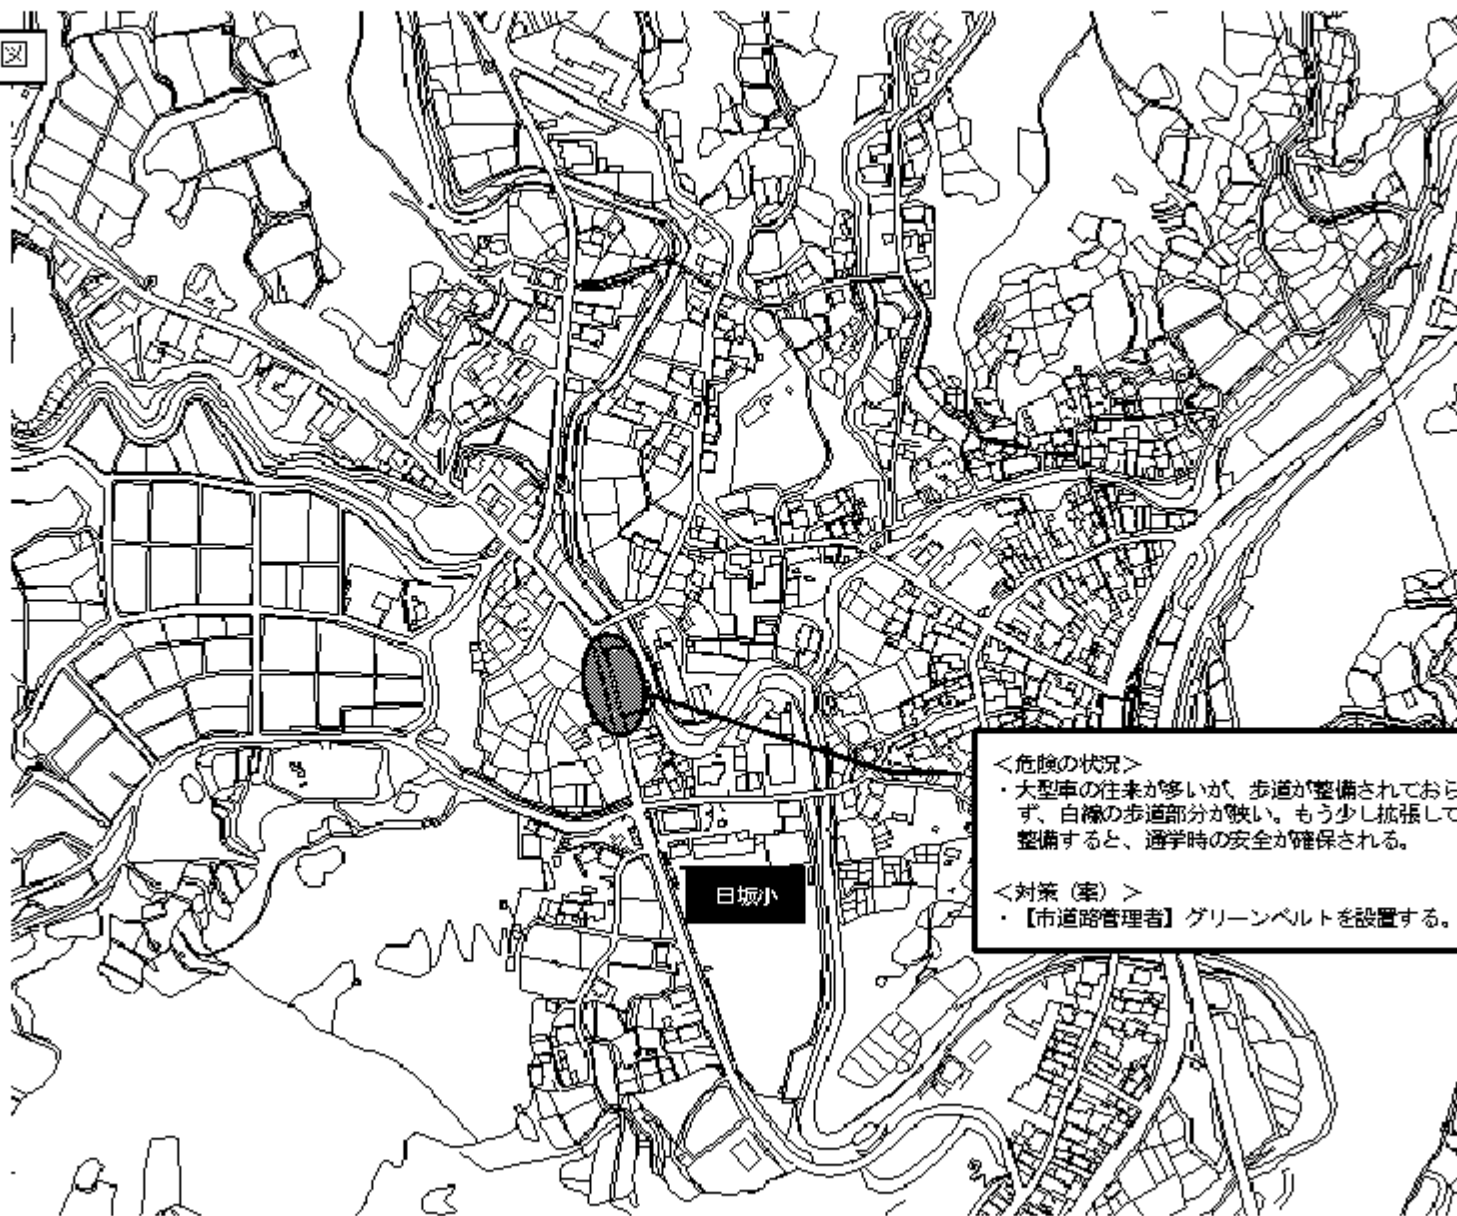 図
＜危険の状況＞
・大型車の往来が多いが、歩道が整備されておら
ず、白線の歩道部分が狭い。もう少し拡張して
整備すると、通学時の安全が確保される。
＜対策（案）＞
・【市道路管理者】グリーンベルトを設置する。
日坂小